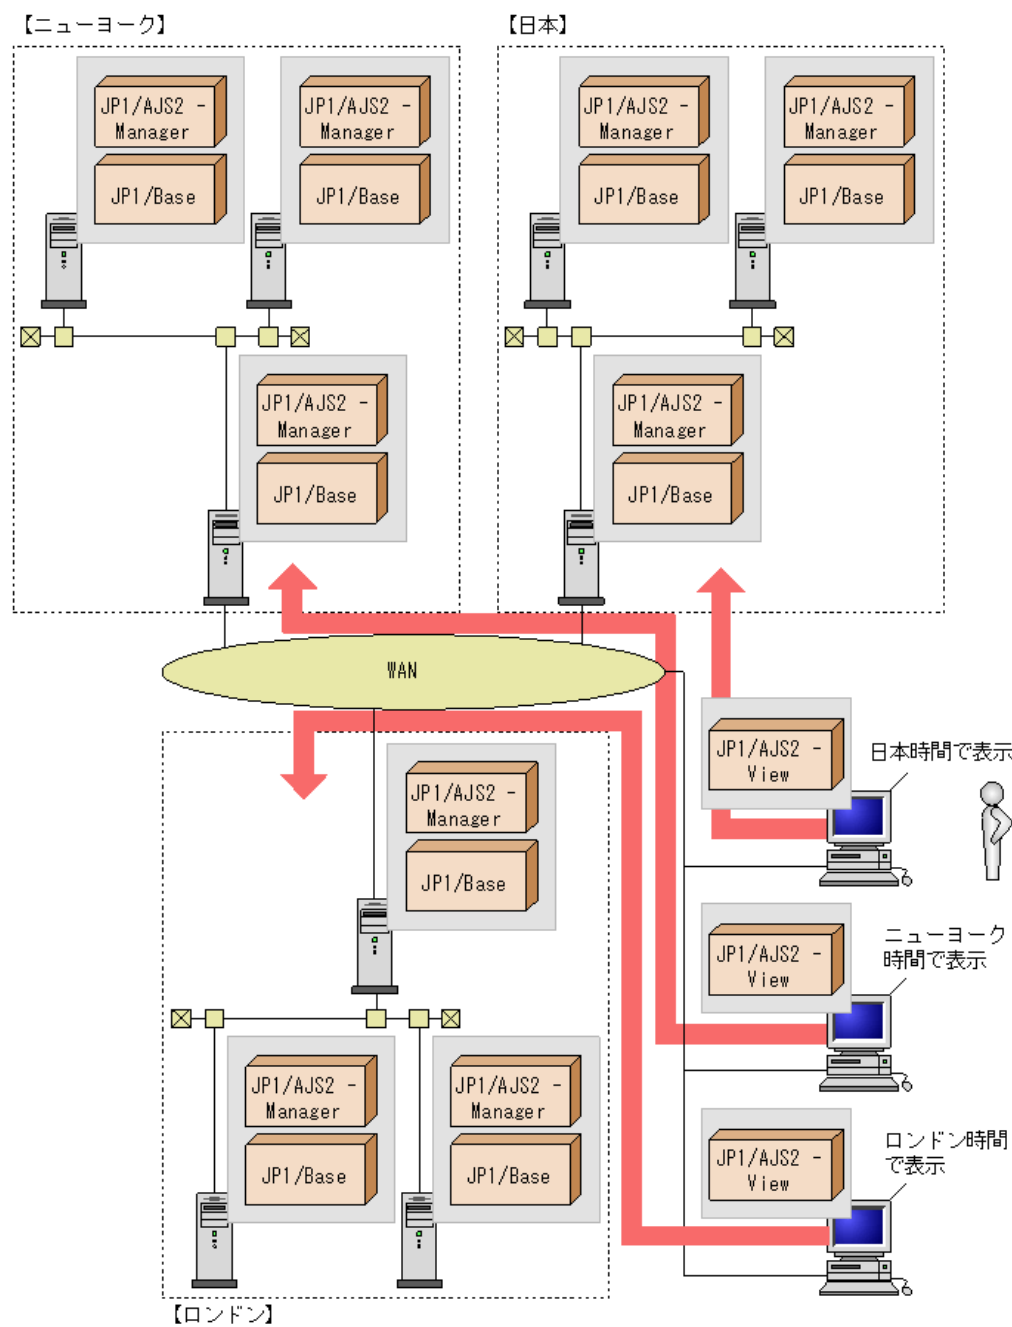 【ニューヨーク】
【日本】
JP1/AJS2 -
Manager
JP1/Base
JP1/AJS2 -
Manager
JP1/Base
JP1/AJS2 -
Manager
JP1/Base
JP1/AJS2 -
Manager
JP1/Base
JP1/AJS2 -
Manager
JP1/Base
JP1/AJS2 -
Manager
JP1/Base
WAN
JP1/AJS2 -
View
日本時間で表示
JP1/AJS2 -
Manager
JP1/Base
JP1/AJS2 -
View
ニューヨーク
時間で表示
JP1/AJS2 -
Manager
JP1/Base
JP1/AJS2 -
Manager
JP1/Base
JP1/AJS2 -
View
ロンドン時間
で表示
【ロンドン】